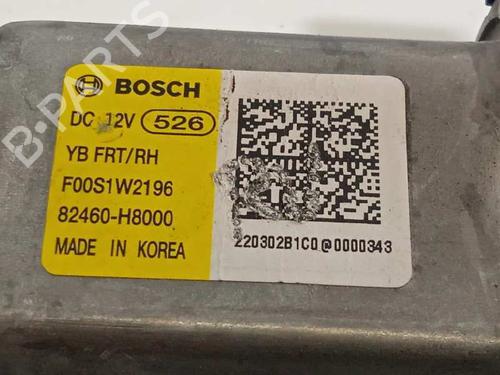 B-PARTS
BOSCH
DC 12V 526
YB FRT/RH
F00S1W2196
82460-H8000
MADE IN KOREA
220302B1C0@0000343